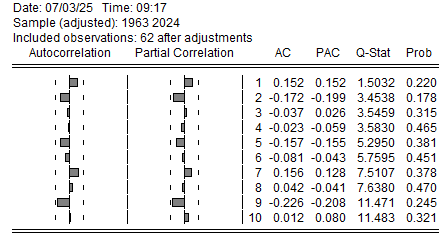 Date: 07/03/25 Time: 09:17
Sample (adjusted): 1963 2024
Included observations: 62 after adjustments
Autocorrelation Partial Correlation AC PAC Q-Stat Prob
1 0.152 0.152 1.5032 0.220
2 -0.172 -0.199 3.4538 0.178
3 -0.037 0.026 3.5459 0.315
4 -0.023 -0.059 3.5830 0.465
5 -0.157 -0.155 5.2950 0.381
6 -0.081 -0.043 5.7595 0.451
7 0.156 0.128 7.5107 0.378
8 0.042 -0.041 7.6380 0.470
9 -0.226 -0.208 11.471 0.245
10 0.012 0.080 11.483 0.321